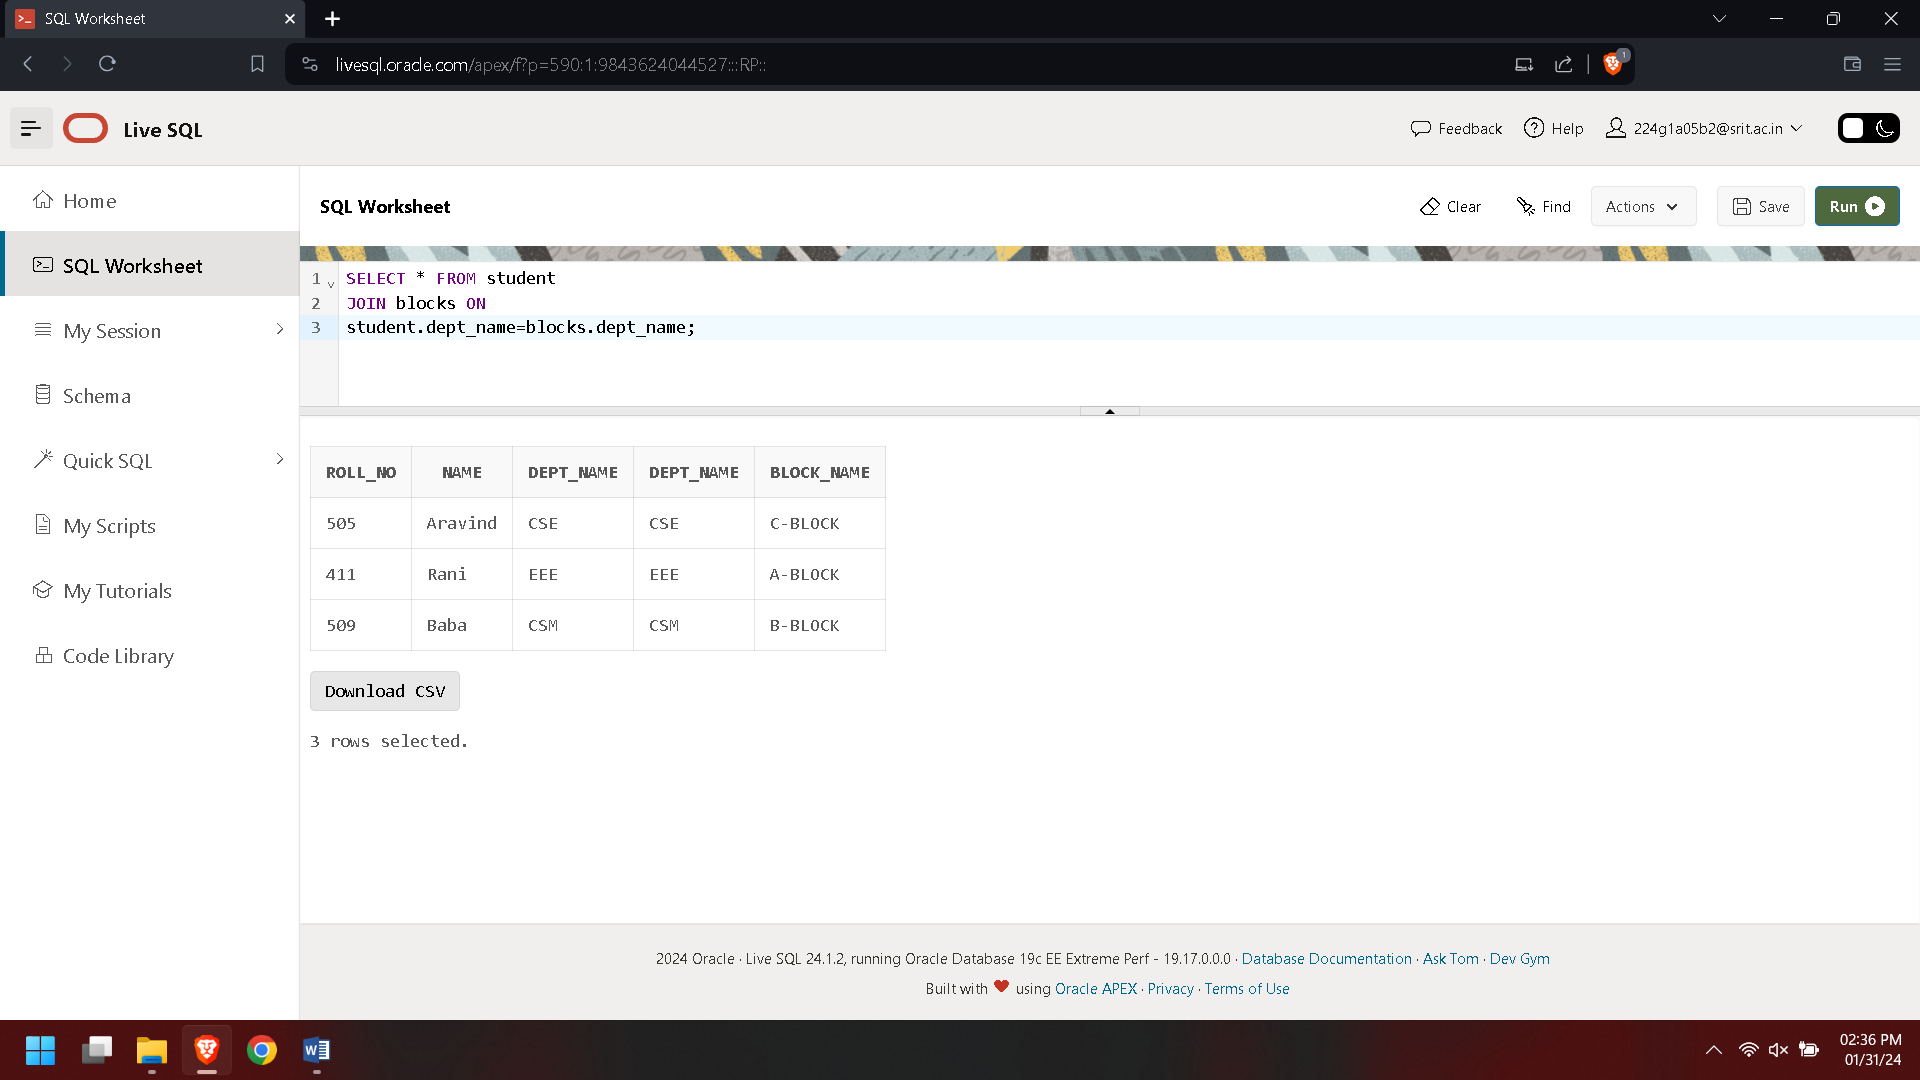 SQL Worksheet
livesql.oracle.com/apex/f?p=590:1:9843624044527:::RP::
1
Live SQL
Feedback
Help
224g1a05b2@srit.ac.in
Home
SQL Worksheet
My Session
Schema
Quick SQL
My Scripts
My Tutorials
Code Library
SQL Worksheet
Clear
Find
Actions
Save
Run
1 SELECT * FROM student
2 JOIN blocks ON
3 student.dept_name=blocks.dept_name;
ROLL_NO NAME DEPT_NAME DEPT_NAME BLOCK_NAME
505 Aravind CSE CSE C-BLOCK
411 Rani EEE EEE A-BLOCK
509 Baba CSM CSM B-BLOCK
Download CSV
3 rows selected.
2024 Oracle · Live SQL 24.1.2, running Oracle Database 19c EE Extreme Perf - 19.17.0.0.0 · Database Documentation · Ask Tom · Dev Gym
Built with ❤ using Oracle APEX · Privacy · Terms of Use
W
02:36 PM
01/31/24